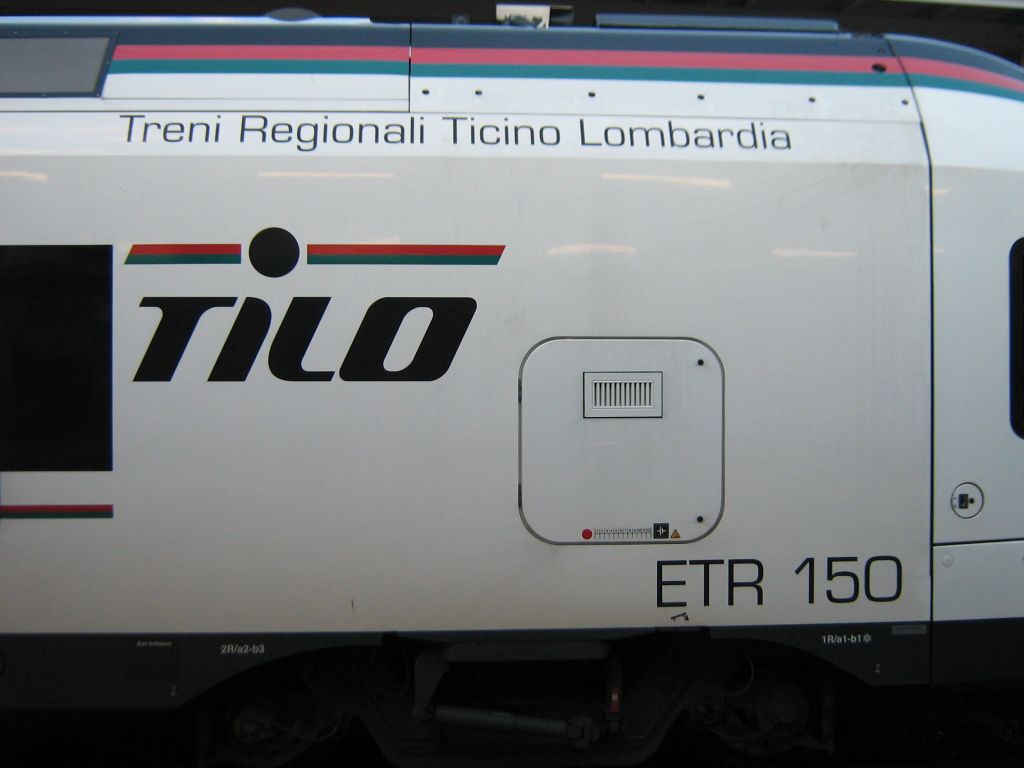 Treni Regionali Ticino Lombardia
TiLO
ETR 150
2R/a2-b3
1R/a1-b1